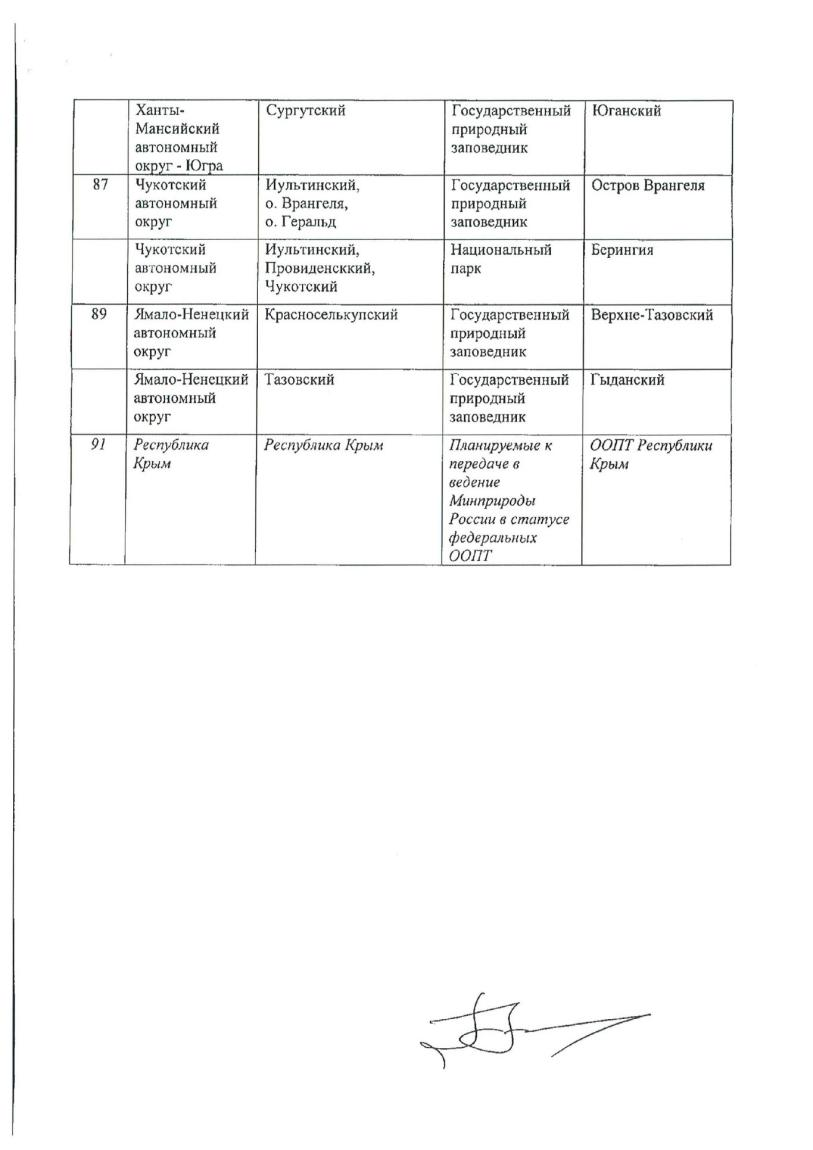 Ханты-
Мансийский
автономный
округ - Югра
Сургутский
Государственный
природный
заповедник
Юганский
87
Чукотский
автономный
округ
Иультинский,
о. Врангеля,
о. Геральд
Государственный
природный
заповедник
Остров Врангеля
Чукотский
автономный
округ
Иультинский,
Провиденсккий,
Чукотский
Национальный
парк
Берингия
89
Ямало-Ненецкий
автономный
округ
Красноселькупский
Государственный
природный
заповедник
Верхне-Тазовский
Ямало-Ненецкий
автономный
округ
Тазовский
Государственный
природный
заповедник
Гыданский
91
Республика
Крым
Республика Крым
Планируемые к
передаче в
ведение
Минприроды
России в статусе
федеральных
ООПТ
ООПТ Республики
Крым